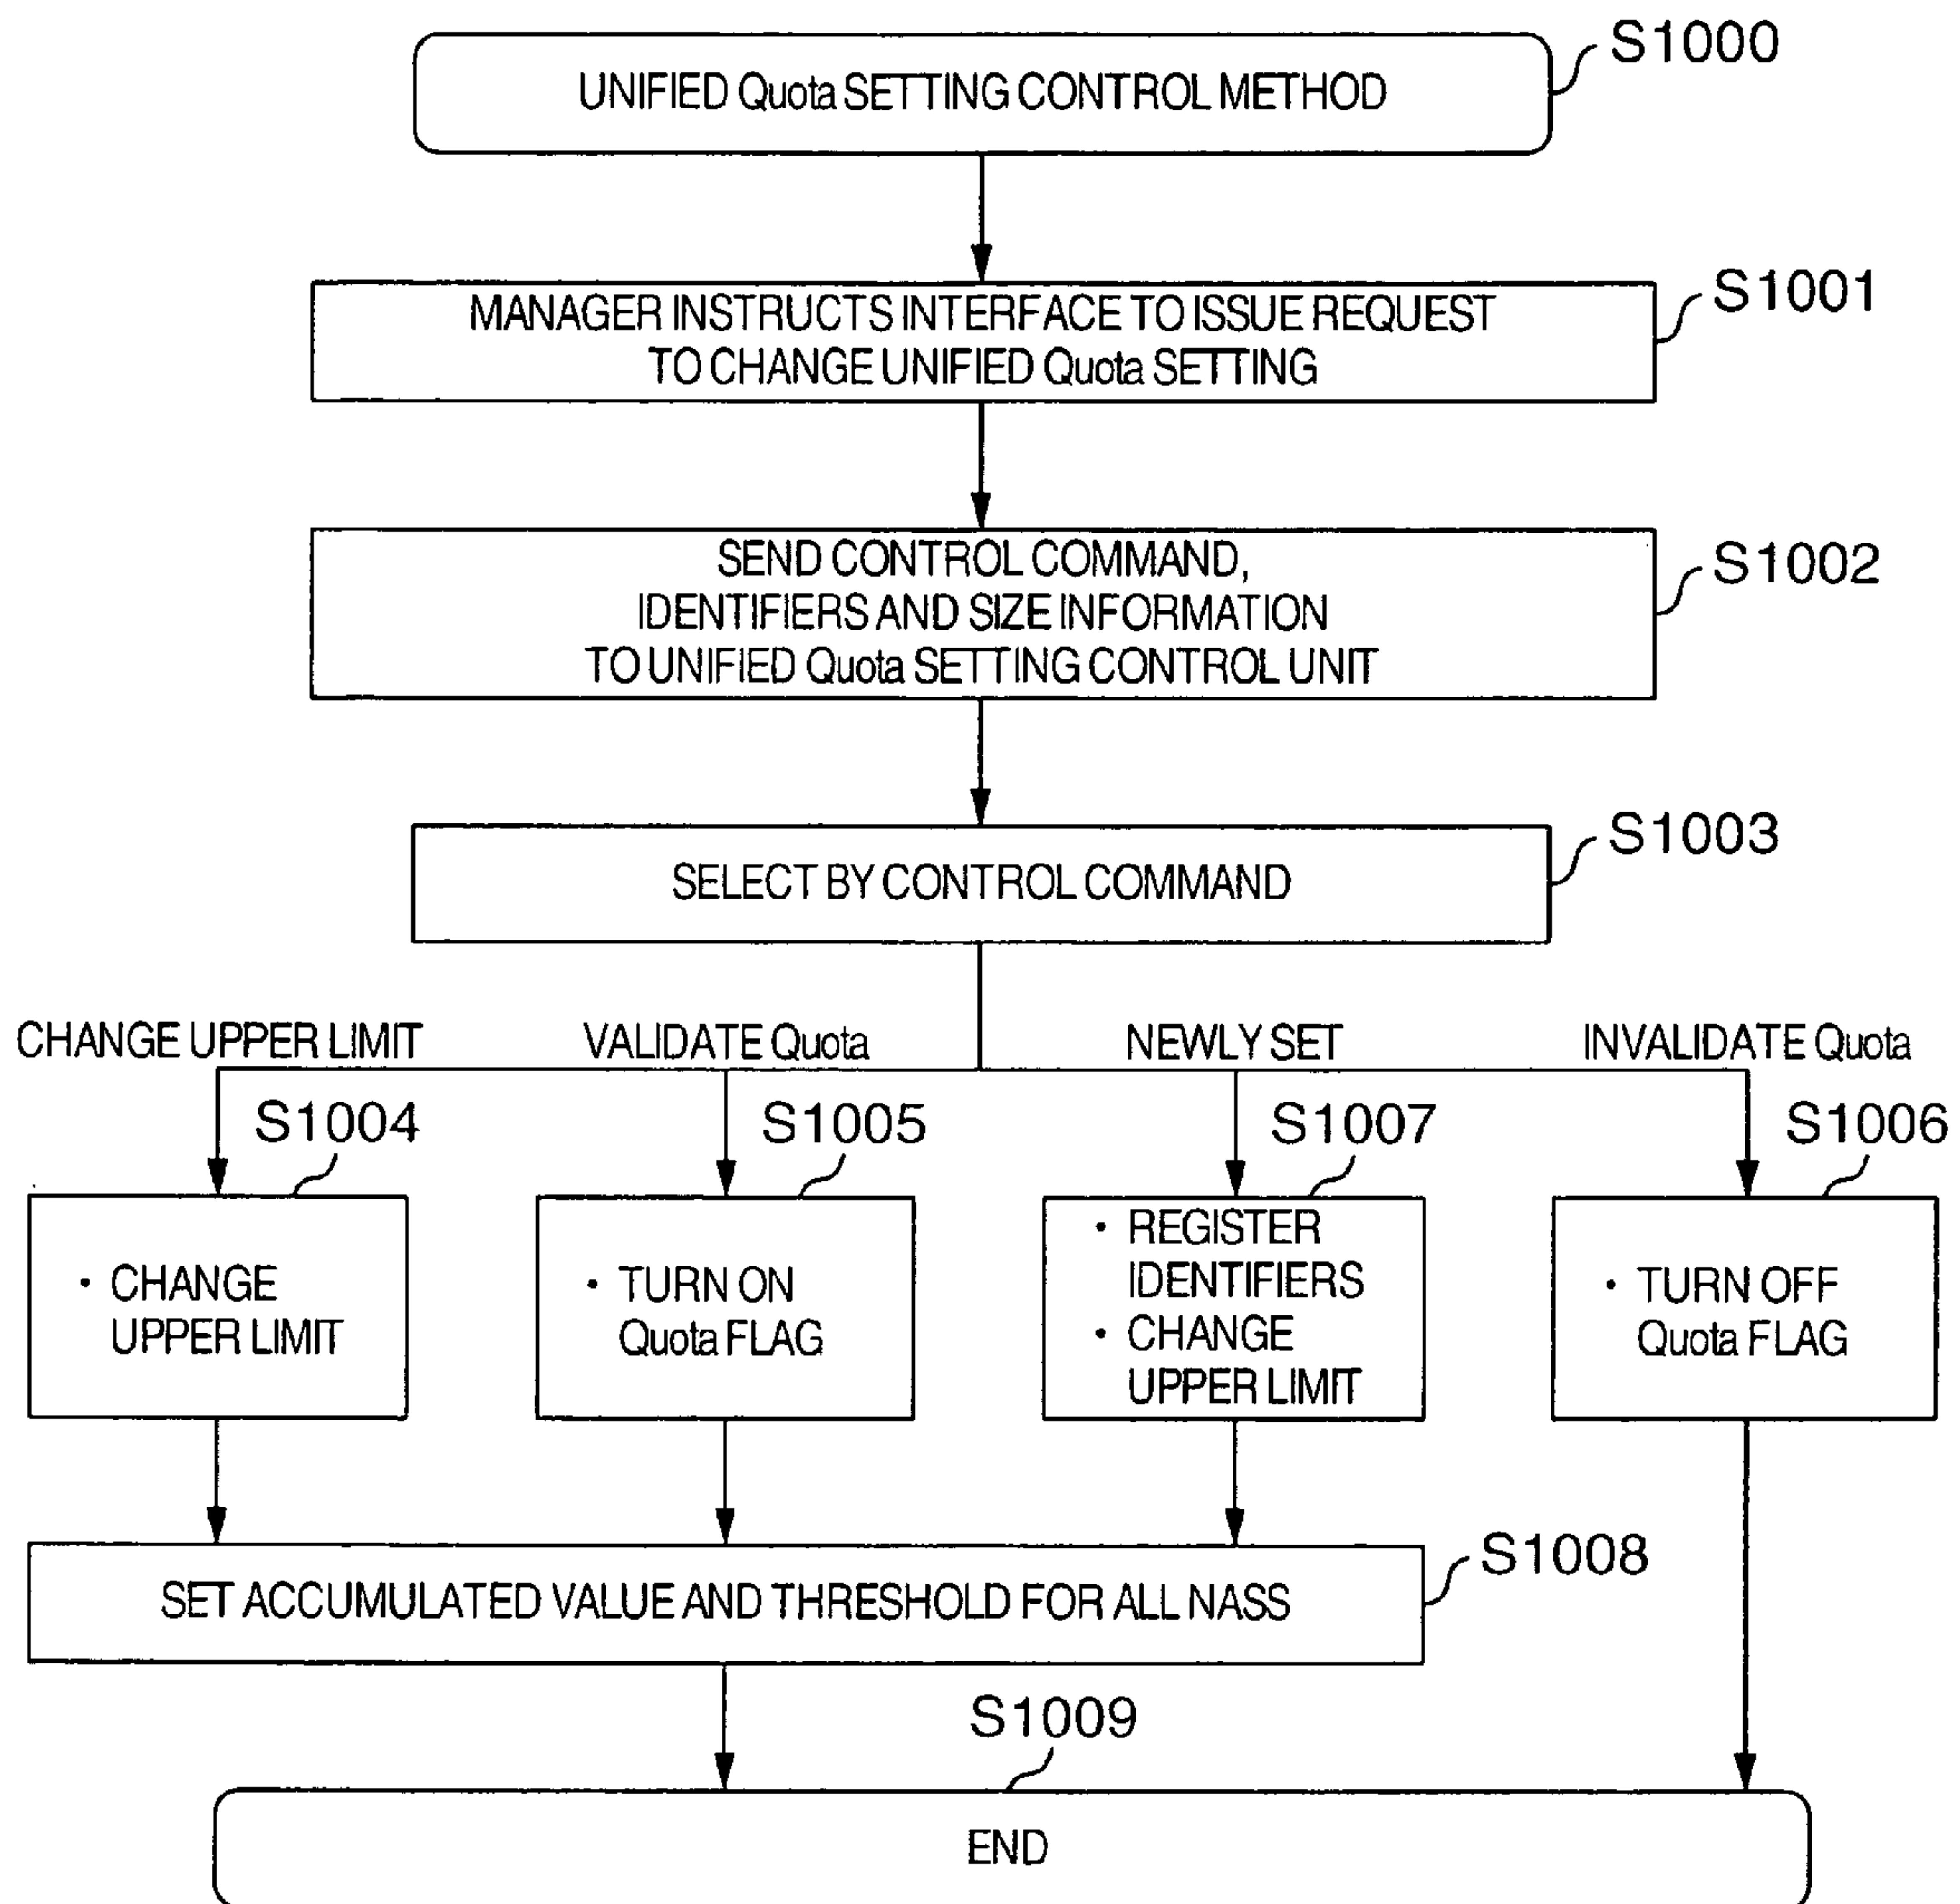 UNIFIED Quota SETTING CONTROL METHOD
S1000
MANAGER INSTRUCTS INTERFACE TO ISSUE REQUEST
TO CHANGE UNIFIED Quota SETTING
S1001
SEND CONTROL COMMAND,
IDENTIFIERS AND SIZE INFORMATION
TO UNIFIED Quota SETTING CONTROL UNIT
S1002
SELECT BY CONTROL COMMAND
S1003
CHANGE UPPER LIMIT
VALIDATE Quota
NEWLY SET
INVALIDATE Quota
S1004
S1005
S1007
S1006
• CHANGE
UPPER LIMIT
• TURN ON
Quota FLAG
• REGISTER
IDENTIFIERS
• CHANGE
UPPER LIMIT
• TURN OFF
Quota FLAG
SET ACCUMULATED VALUE AND THRESHOLD FOR ALL NASS
S1008
S1009
END